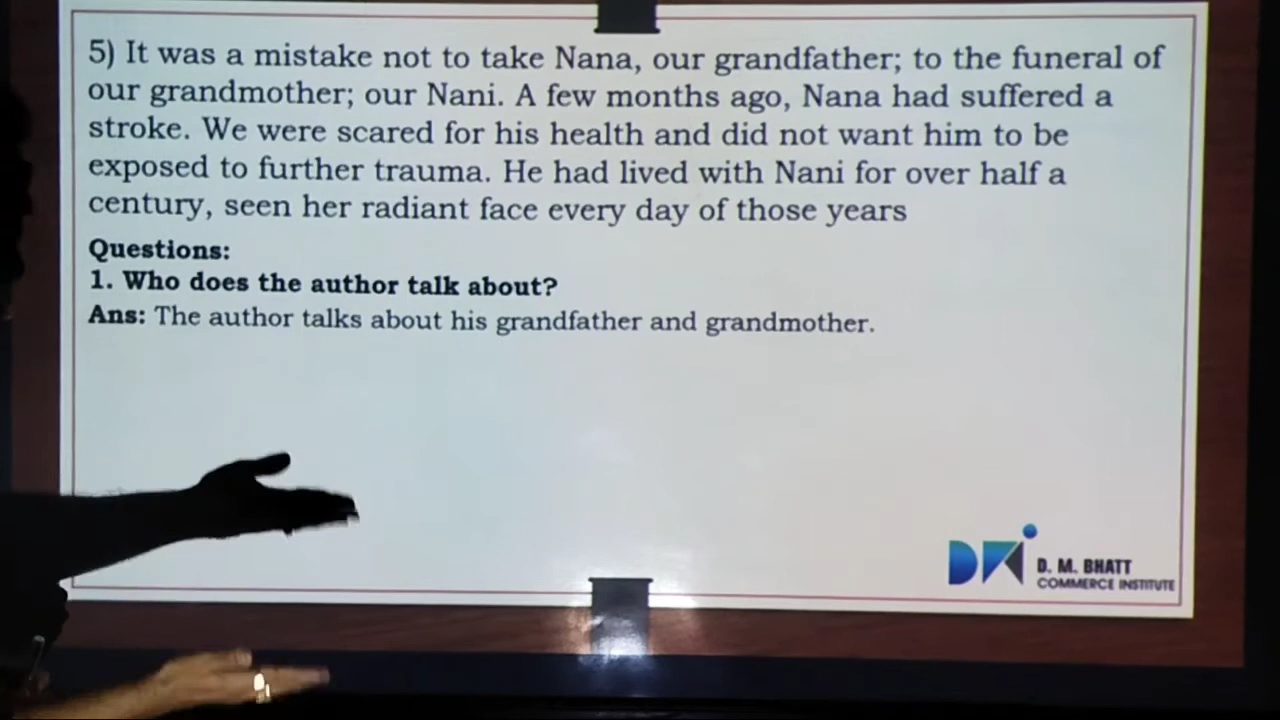 5) It was a mistake not to take Nana, our grandfather; to the funeral of
our grandmother; our Nani. A few months ago, Nana had suffered a
stroke. We were scared for his health and did not want him to be
exposed to further trauma. He had lived with Nani for over half a
century, seen her radiant face every day of those years
Questions:
1. Who does the author talk about?
Ans: The author talks about his grandfather and grandmother.
D. M. BHATT
COMMERCE INSTITUTE